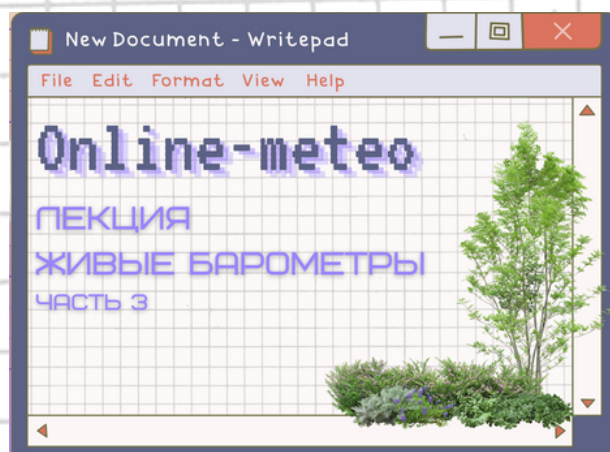 New Document - Writepad
File Edit Format View Help
Online-meteo
ЛЕКЦИЯ
ЖИВЫЕ БАРОМЕТРЫ
ЧАСТЬ 3